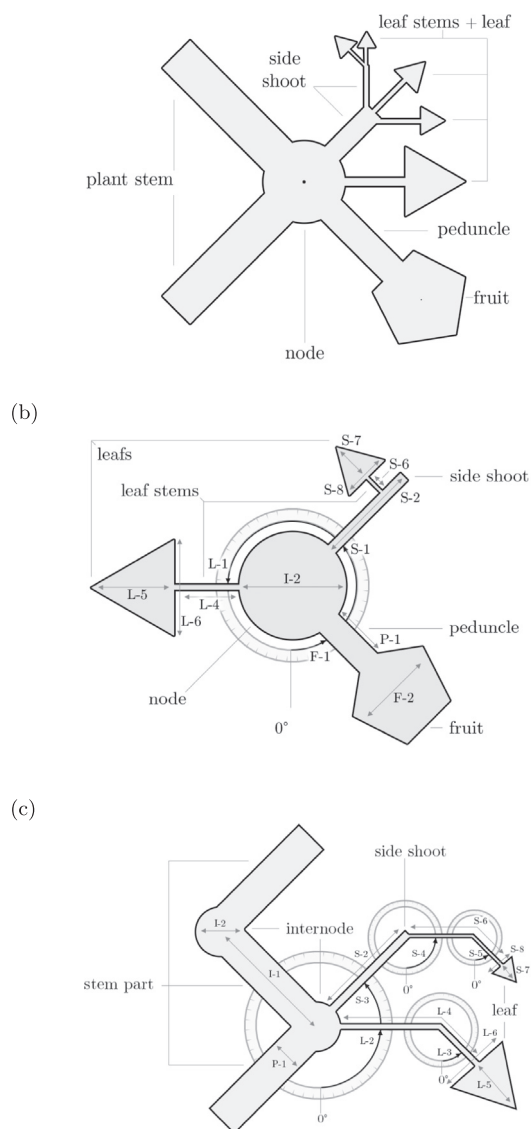 leaf stems + leaf
side
shoot
plant stem
peduncle
fruit
node
(b)
leafs
S-7
S-6
side shoot
leaf stems
S-8
S-2
L-1
S-1
I-2
L-5
L-4
L-6
P-1
peduncle
F-1
node
F-2
0°
fruit
(c)
side shoot
I-2
internode
S-6
S-2
S-8
S-4
S-5
S-7
I-1
stem part
S-3
0°
0°
leaf
L-4
L-6
L-2
L-3
P-1
0°
L-5
0°